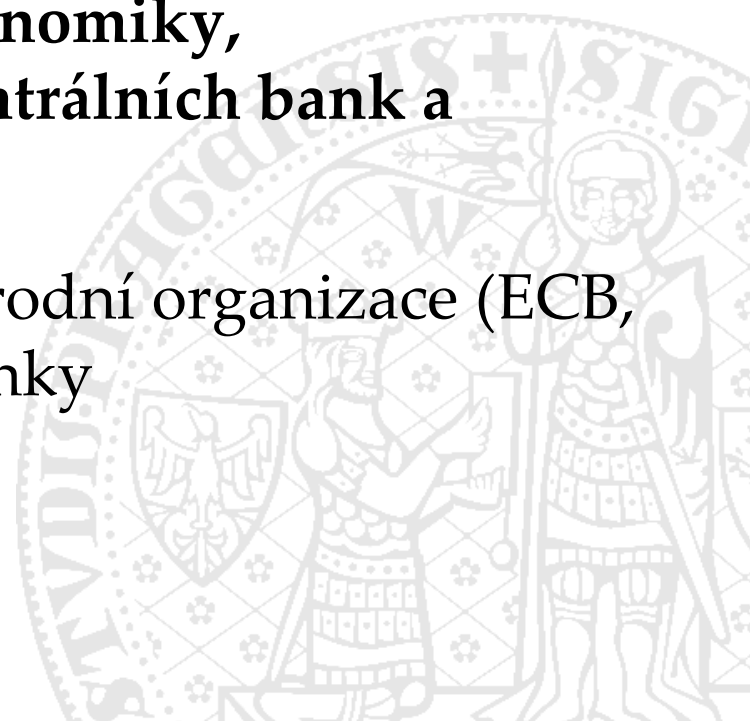 nomiky,
ntrálních bank a
rodní organizace (ECB,
nky